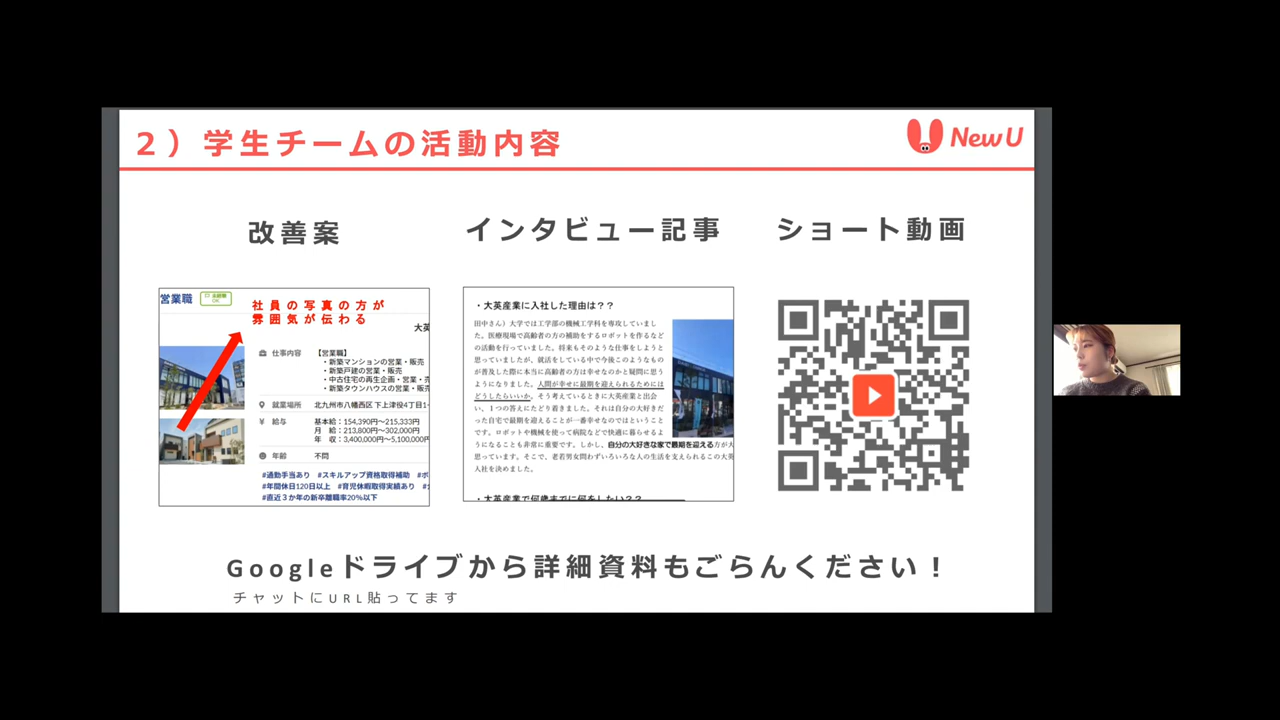 ２）学生チームの活動内容
New U
改善案
インタビュー記事
ショート動画
営業職
未経験
OK
社員の写真の方が
雰囲気が伝わる
大英
仕事内容
【営業職】
・新築マンションの営業・販売
・新築戸建の営業・販売
・中古住宅の再生企画・営業・
・新築タウンハウスの営業・販
就業場所 北九州市八幡西区下上津役4丁目1-
給与
基本給：154,390円～215,333円
月 給：213,800円～302,000円
年 収：3,400,000円～5,100,000円
年齢 不問
#通勤手当あり #スキルアップ資格取得補助 #ボ
#年間休日120日以上 #育児休暇取得実績あり
#直近３か年の新卒離職率20％以下
・大英産業に入社した理由は？？
田中さん）大学では工学部の機械工学科を専攻していまし
た。医療現場で高齢者の方の補助をするロボットを作るなど
の活動を行っていました。将来もそのような仕事をしようと
思っていましたが、就活をしている中で今後このようなもの
が普及した際に本当に高齢者の方は幸せなのかと疑問に思う
ようになりました。人間が幸せに最期を迎えられるためには
どうしたらいいか。そう考えているときに大英産業と出会
い、１つの答えにたどり着きました。それは自分の大好きだ
った自宅で最期を迎えることが一番幸せなのではということ
です。ロボットや機械を使って病院などで快適に暮らせるよ
うになることも非常に重要です。しかし、自分の大好きな家で最期を迎える方が大
思っています。そこで、老若男女問わずいろいろな人の生活を支えられるこの大英
入社を決めました。
・大英産業で何歳までに何をしたい？？
Googleドライブから詳細資料もごらんください！
チャットにURL貼ってます